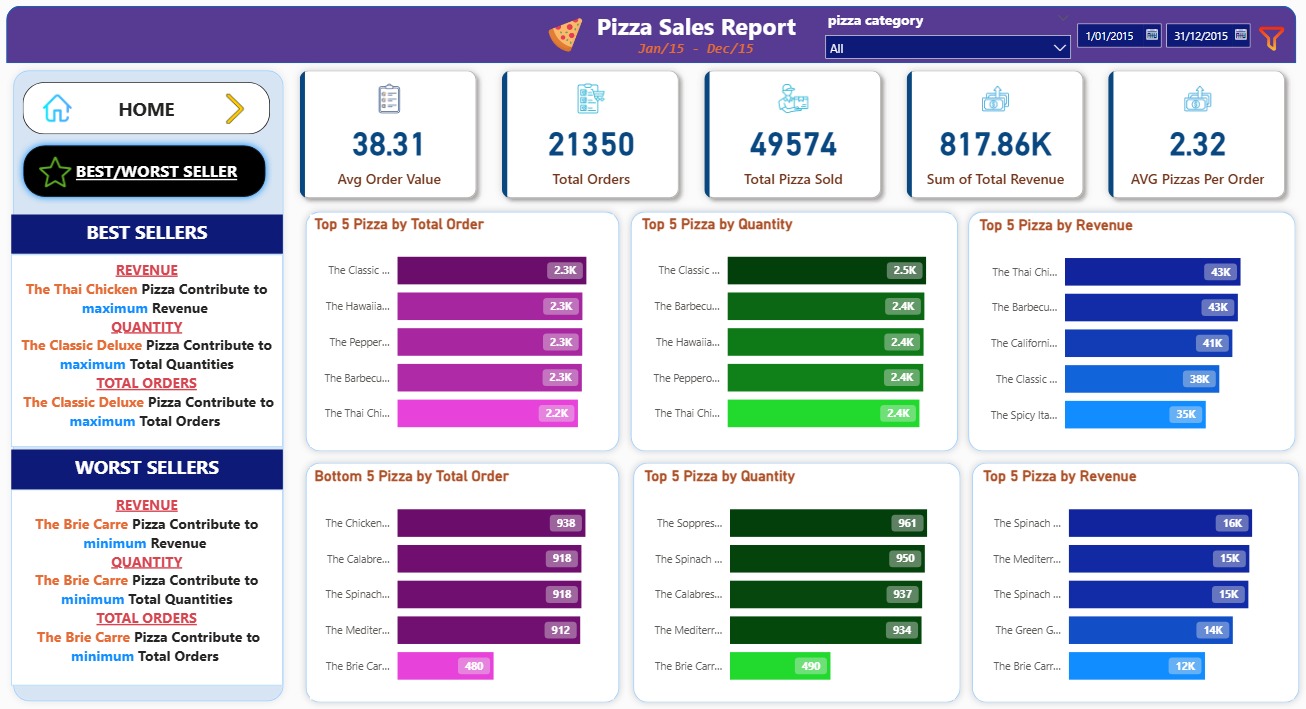 Pizza Sales Report
Jan/15 - Dec/15
pizza category
All
1/01/2015
31/12/2015
HOME
BEST/WORST SELLER
BEST SELLERS
REVENUE
The Thai Chicken Pizza Contribute to
maximum Revenue
QUANTITY
The Classic Deluxe Pizza Contribute to
maximum Total Quantities
TOTAL ORDERS
The Classic Deluxe Pizza Contribute to
maximum Total Orders
WORST SELLERS
REVENUE
The Brie Carre Pizza Contribute to
minimum Revenue
QUANTITY
The Brie Carre Pizza Contribute to
minimum Total Quantities
TOTAL ORDERS
The Brie Carre Pizza Contribute to
minimum Total Orders
38.31
Avg Order Value
21350
Total Orders
49574
Total Pizza Sold
817.86K
Sum of Total Revenue
2.32
AVG Pizzas Per Order
Top 5 Pizza by Total Order
The Classic ... 2.3K
The Hawaiia... 2.3K
The Pepper... 2.3K
The Barbecu... 2.3K
The Thai Chi... 2.2K
Top 5 Pizza by Quantity
The Classic ... 2.5K
The Barbecu... 2.4K
The Hawaiia... 2.4K
The Peppero... 2.4K
The Thai Chi... 2.4K
Top 5 Pizza by Revenue
The Thai Chi... 43K
The Barbecu... 43K
The Californi... 41K
The Classic ... 38K
The Spicy Ita... 35K
Bottom 5 Pizza by Total Order
The Chicken... 938
The Calabre... 918
The Spinach... 918
The Mediter... 912
The Brie Car... 480
Top 5 Pizza by Quantity
The Soppres... 961
The Spinach ... 950
The Calabres... 937
The Mediterr... 934
The Brie Carr... 490
Top 5 Pizza by Revenue
The Spinach ... 16K
The Mediterr... 15K
The Spinach ... 15K
The Green G... 14K
The Brie Carr... 12K